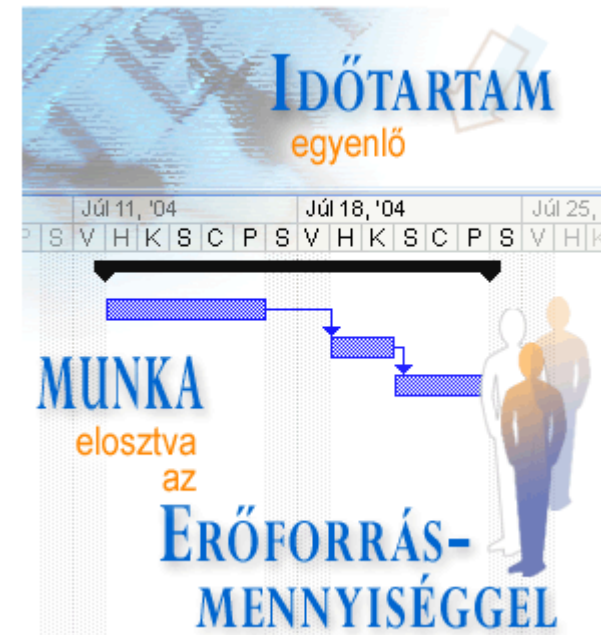 IDŐTARTAM
egyenlő
Júl 11, '04 Júl 18, '04 Júl 25,
P S V H K S C P S V H K S C P S V H K
MUNKA
elosztva
az
ERŐFORRÁS-
MENNYISÉGGEL